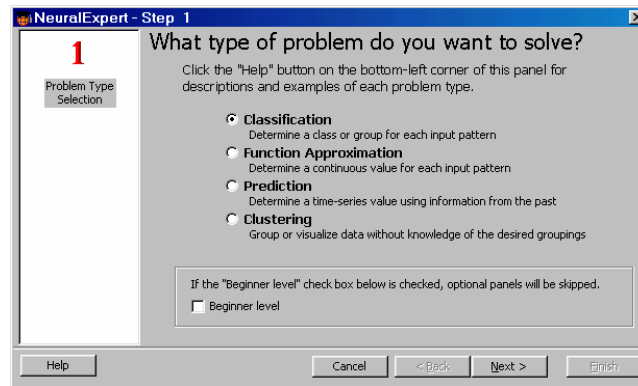 NeuralExpert - Step 1
1
Problem Type
Selection
What type of problem do you want to solve?
Click the "Help" button on the bottom-left corner of this panel for
descriptions and examples of each problem type.
Classification
Determine a class or group for each input pattern
Function Approximation
Determine a continuous value for each input pattern
Prediction
Determine a time-series value using information from the past
Clustering
Group or visualize data without knowledge of the desired groupings
If the "Beginner level" check box below is checked, optional panels will be skipped.
Beginner level
Help
Cancel
< Back
Next >
Finish